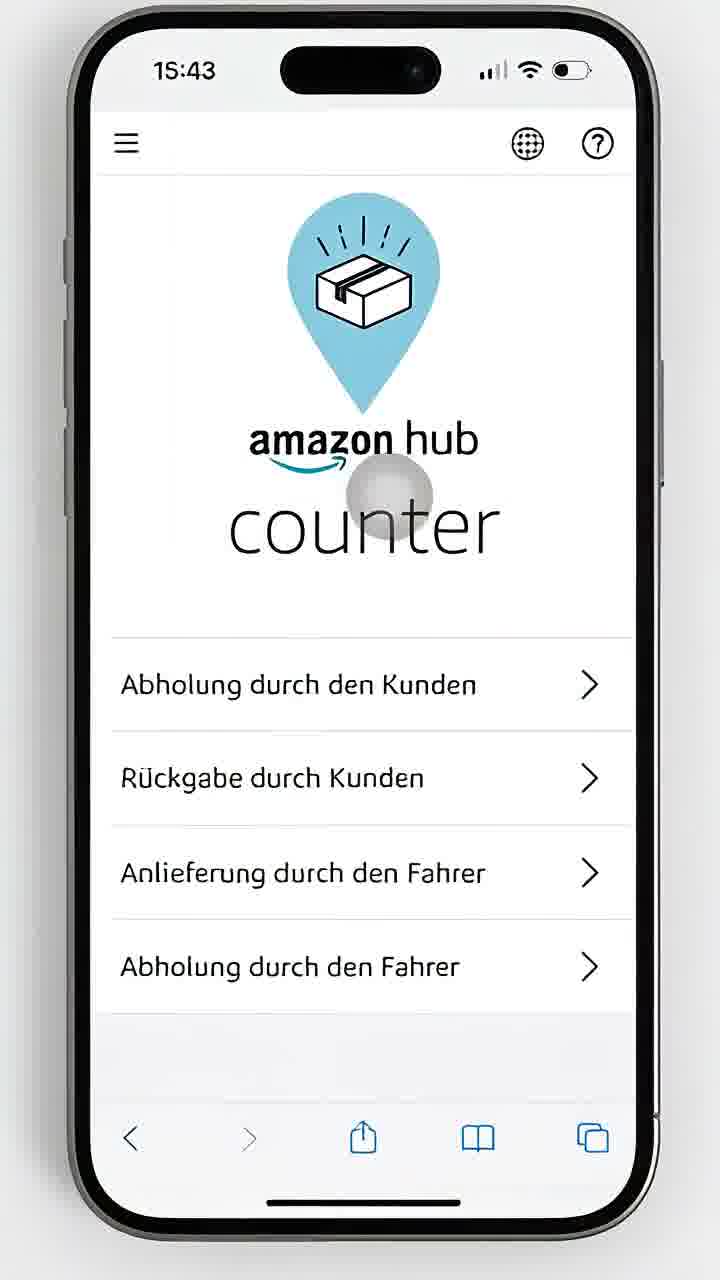 15:43
amazon hub
counter
Abholung durch den Kunden
Rückgabe durch Kunden
Anlieferung durch den Fahrer
Abholung durch den Fahrer